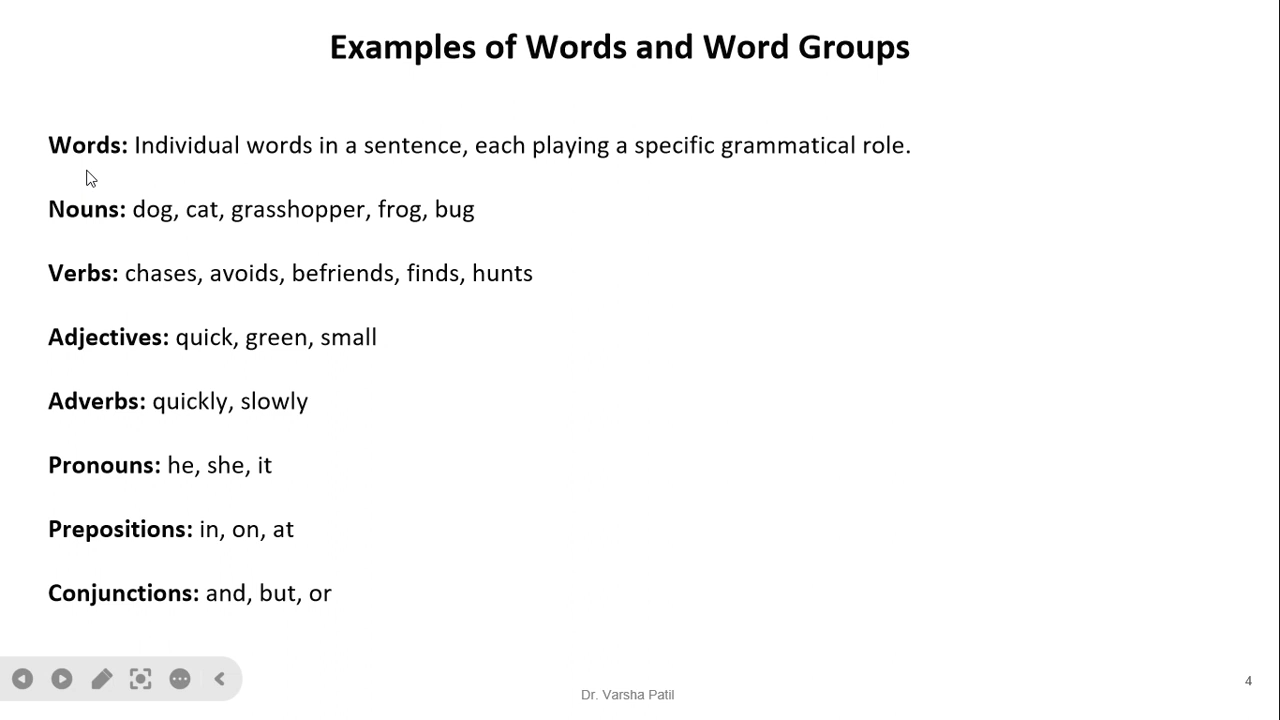 Examples of Words and Word Groups
Words: Individual words in a sentence, each playing a specific grammatical role.
Nouns: dog, cat, grasshopper, frog, bug
Verbs: chases, avoids, befriends, finds, hunts
Adjectives: quick, green, small
Adverbs: quickly, slowly
Pronouns: he, she, it
Prepositions: in, on, at
Conjunctions: and, but, or
Dr. Varsha Patil
4